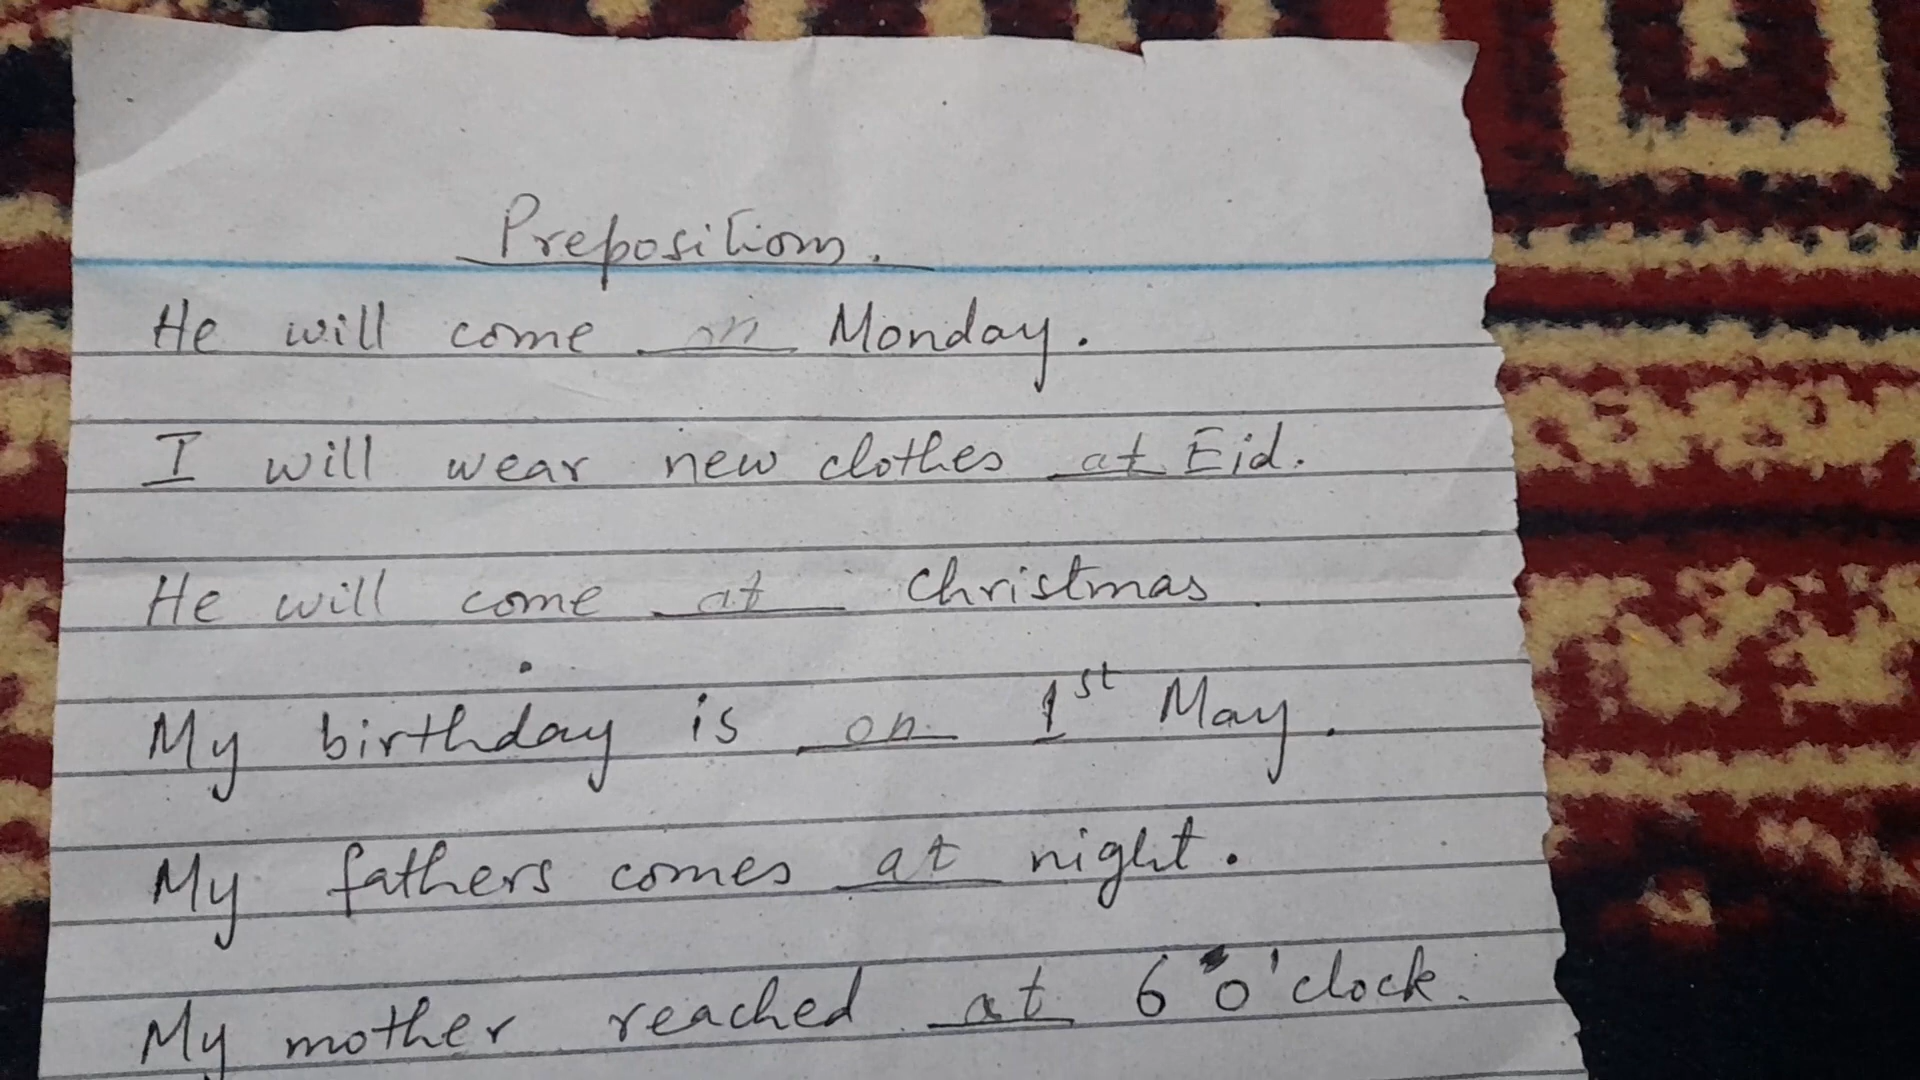 Prepositions.
He will come on Monday.
I will wear new clothes at Eid.
He will come at Christmas.
My birthday is on 1st May.
My fathers comes at night.
My mother reached at 6 o'clock.